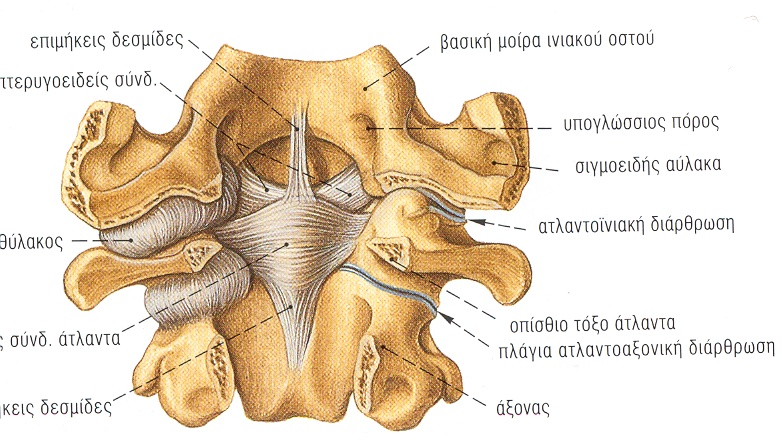 επιμήκεις δεσμίδες
πτερυγοειδείς σύνδ.
θύλακος
ς σύνδ. άτλαντα
ήκεις δεσμίδες
βασική μοίρα ινιακού οστού
υπογλώσσιος πόρος
σιγμοειδής αύλακα
ατλαντοϊνιακή διάρθρωση
οπίσθιο τόξο άτλαντα
πλάγια ατλαντοαξονική διάρθρωση
άξονας